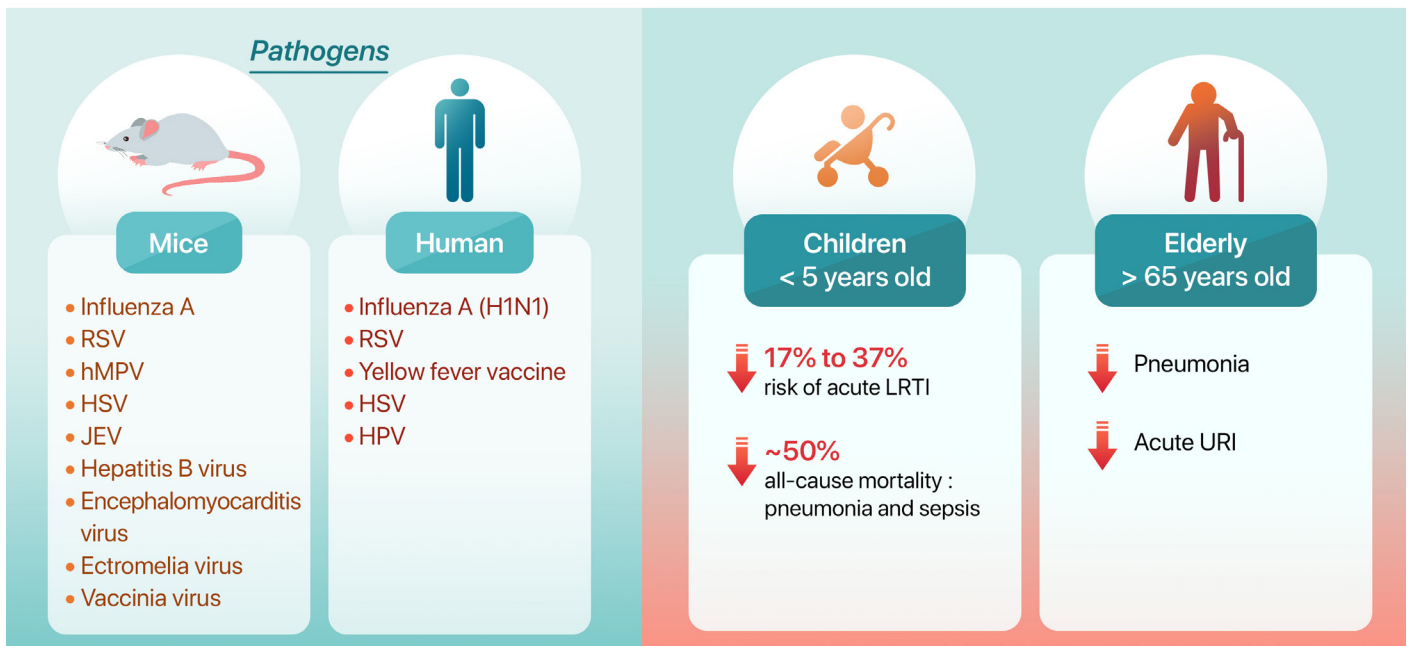 Pathogens
Mice
• Influenza A
• RSV
• hMPV
• HSV
• JEV
• Hepatitis B virus
• Encephalomyocarditis
virus
• Ectromelia virus
• Vaccinia virus
Human
• Influenza A (H1N1)
• RSV
• Yellow fever vaccine
• HSV
• HPV
Children
< 5 years old
17% to 37%
risk of acute LRTI
~50%
all-cause mortality :
pneumonia and sepsis
Elderly
> 65 years old
Pneumonia
Acute URI